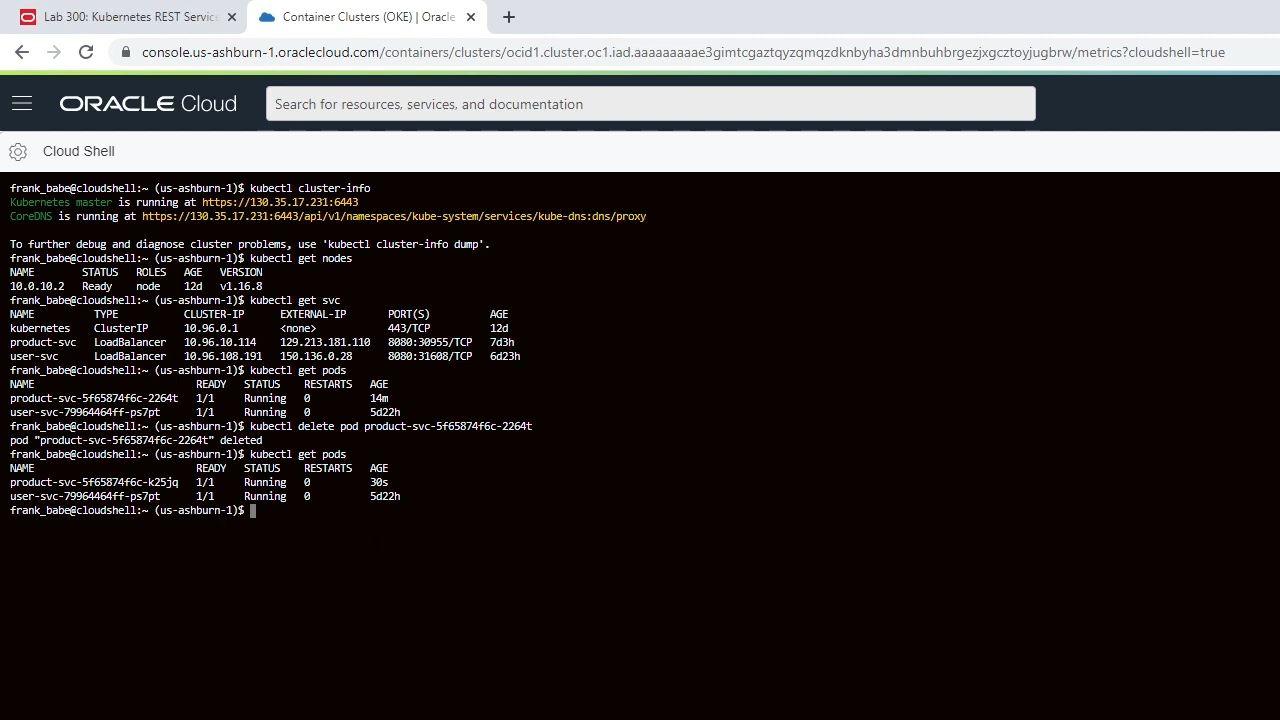 Lab 300: Kubernetes REST Service
Container Clusters (OKE) | Oracle
console.us-ashburn-1.oraclecloud.com/containers/clusters/ocid1.cluster.oc1.iad.aaaaaaaaaae3gimtcgaztqyzqmqzdknbyha3dmnbuhbrgezjxgcztoyjugbrw/metrics?cloudshell=true
ORACLE Cloud
Search for resources, services, and documentation
Cloud Shell
frank_babe@cloudshell:~ (us-ashburn-1)$ kubectl cluster-info
Kubernetes master is running at https://130.35.17.231:6443
CoreDNS is running at https://130.35.17.231:6443/api/v1/namespaces/kube-system/services/kube-dns:dns/proxy
To further debug and diagnose cluster problems, use 'kubectl cluster-info dump'.
frank_babe@cloudshell:~ (us-ashburn-1)$ kubectl get nodes
NAME STATUS ROLES AGE VERSION
10.0.10.2 Ready node 12d v1.16.8
frank_babe@cloudshell:~ (us-ashburn-1)$ kubectl get svc
NAME TYPE CLUSTER-IP EXTERNAL-IP PORT(S) AGE
kubernetes ClusterIP 10.96.0.1 <none> 443/TCP 12d
product-svc LoadBalancer 10.96.10.114 129.213.181.110 8080:30955/TCP 7d3h
user-svc LoadBalancer 10.96.108.191 150.136.0.28 8080:31608/TCP 6d23h
frank_babe@cloudshell:~ (us-ashburn-1)$ kubectl get pods
NAME READY STATUS RESTARTS AGE
product-svc-5f65874f6c-2264t 1/1 Running 0 14m
user-svc-79964464ff-ps7pt 1/1 Running 0 5d22h
frank_babe@cloudshell:~ (us-ashburn-1)$ kubectl delete pod product-svc-5f65874f6c-2264t
pod "product-svc-5f65874f6c-2264t" deleted
frank_babe@cloudshell:~ (us-ashburn-1)$ kubectl get pods
NAME READY STATUS RESTARTS AGE
product-svc-5f65874f6c-k25jq 1/1 Running 0 30s
user-svc-79964464ff-ps7pt 1/1 Running 0 5d22h
frank_babe@cloudshell:~ (us-ashburn-1)$